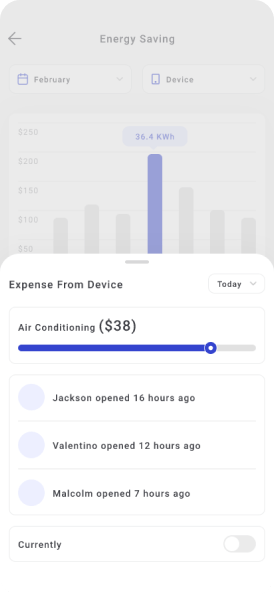 Energy Saving
February
Device
$250
36.4 KWh
$200
$150
$100
$50
Expense From Device
Today
Air Conditioning ($38)
Jackson opened 16 hours ago
Valentino opened 12 hours ago
Malcolm opened 7 hours ago
Currently